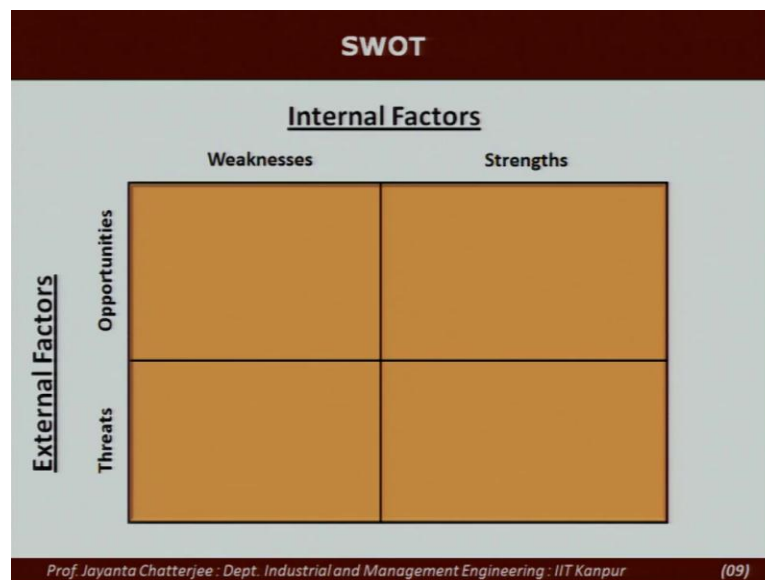 SWOT
Internal Factors
Weaknesses Strengths
External Factors
Opportunities
Threats
Prof. Jayanta Chatterjee : Dept. Industrial and Management Engineering : IIT Kanpur (09)